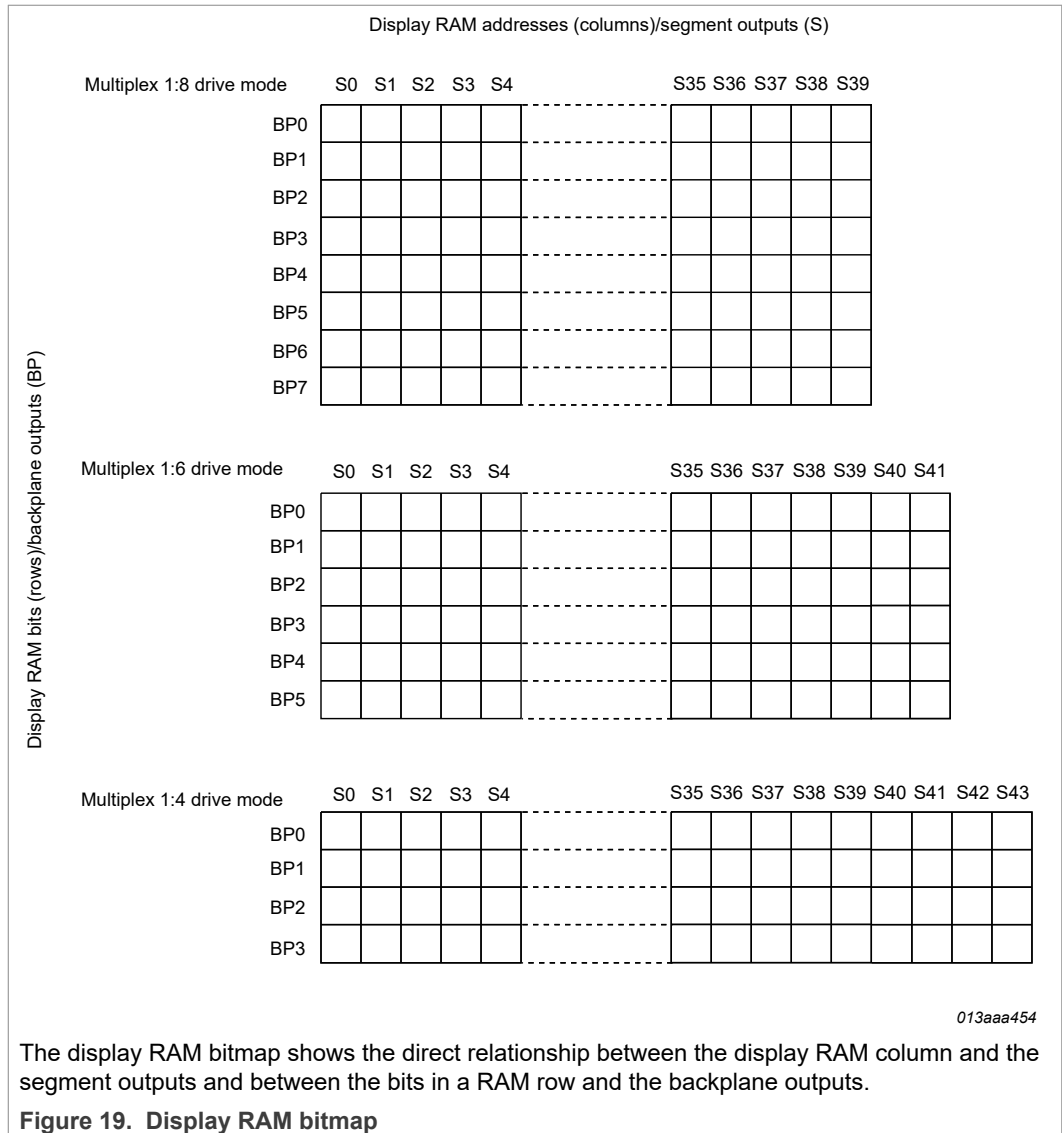 Display RAM addresses (columns)/segment outputs (S)
Display RAM bits (rows)/backplane outputs (BP)
Multiplex 1:8 drive mode S0 S1 S2 S3 S4 S35 S36 S37 S38 S39
BP0
BP1
BP2
BP3
BP4
BP5
BP6
BP7
Multiplex 1:6 drive mode S0 S1 S2 S3 S4 S35 S36 S37 S38 S39 S40 S41
BP0
BP1
BP2
BP3
BP4
BP5
Multiplex 1:4 drive mode S0 S1 S2 S3 S4 S35 S36 S37 S38 S39 S40 S41 S42 S43
BP0
BP1
BP2
BP3
013aaa454
The display RAM bitmap shows the direct relationship between the display RAM column and the
segment outputs and between the bits in a RAM row and the backplane outputs.
Figure 19. Display RAM bitmap